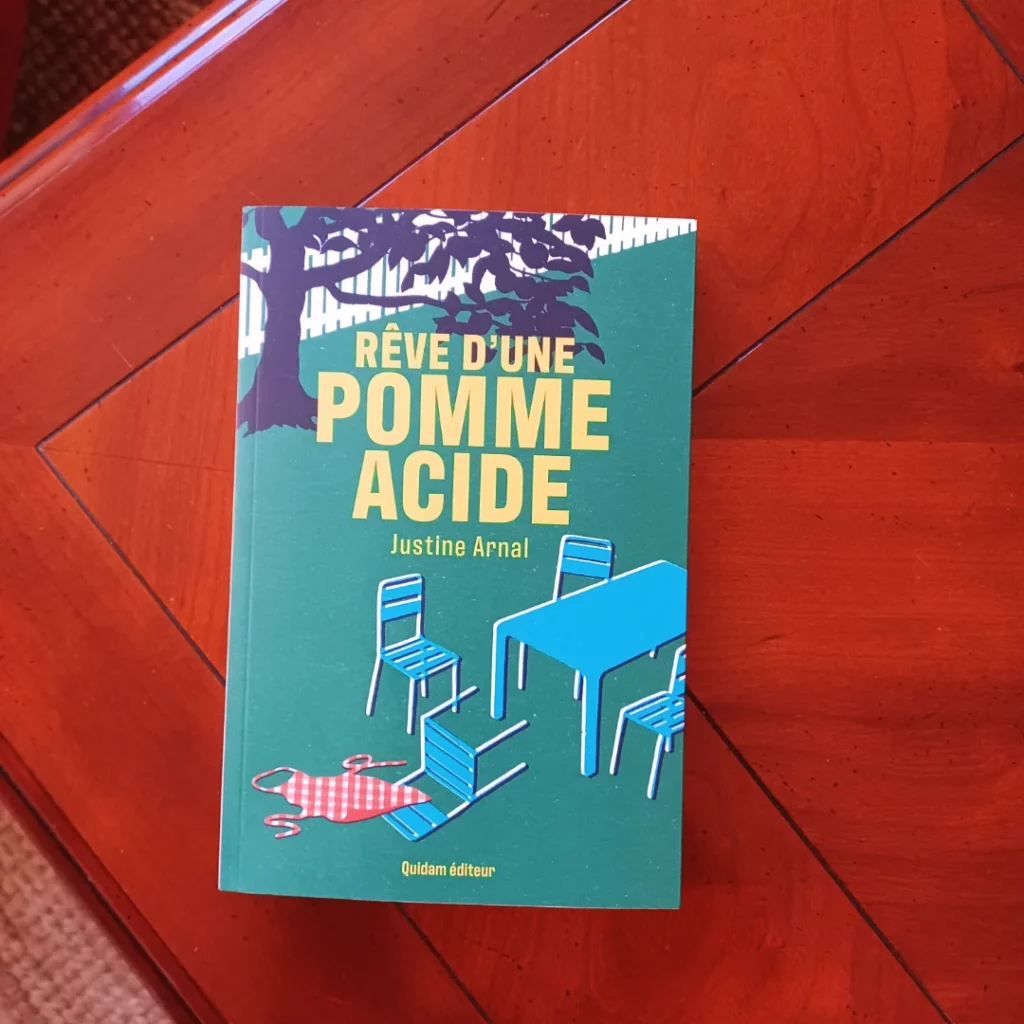 RÊVE D'UNE
POMME
ACIDE
Justine Arnal
Quidam éditeur